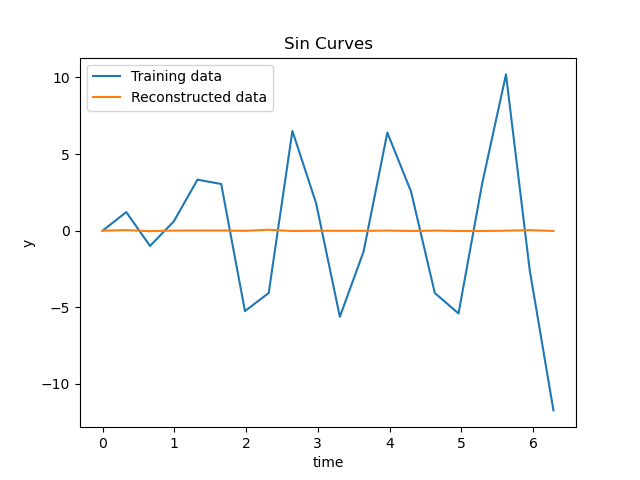 Sin Curves
Training data
Reconstructed data
10
5
0
−5
−10
y
0 1 2 3 4 5 6
time